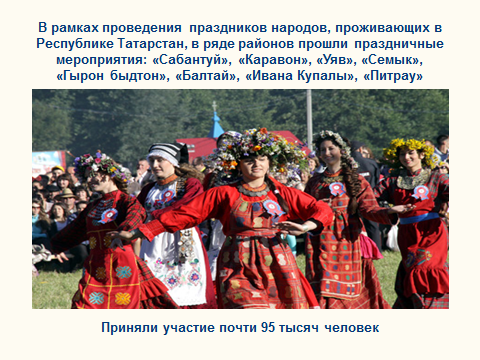 В рамках проведения праздников народов, проживающих в
Республике Татарстан, в ряде районов прошли праздничные
мероприятия: «Сабантуй», «Каравон», «Уяв», «Семык»,
«Гырон быдтон», «Балтай», «Ивана Купалы», «Питрау»
Приняли участие почти 95 тысяч человек